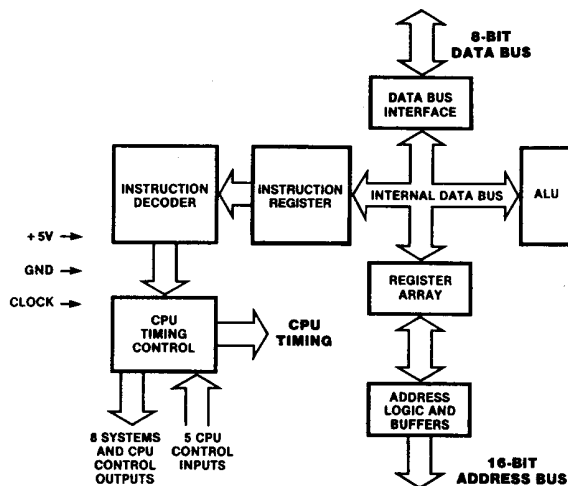 8-BIT
DATA BUS
DATA BUS
INTERFACE
INSTRUCTION
DECODER
INSTRUCTION
REGISTER
INTERNAL DATA BUS
ALU
+5V
GND
CLOCK
REGISTER
ARRAY
CPU
TIMING
CONTROL
CPU
TIMING
ADDRESS
LOGIC AND
BUFFERS
8 SYSTEMS
AND CPU
CONTROL
OUTPUTS
5 CPU
CONTROL
INPUTS
16-BIT
ADDRESS BUS